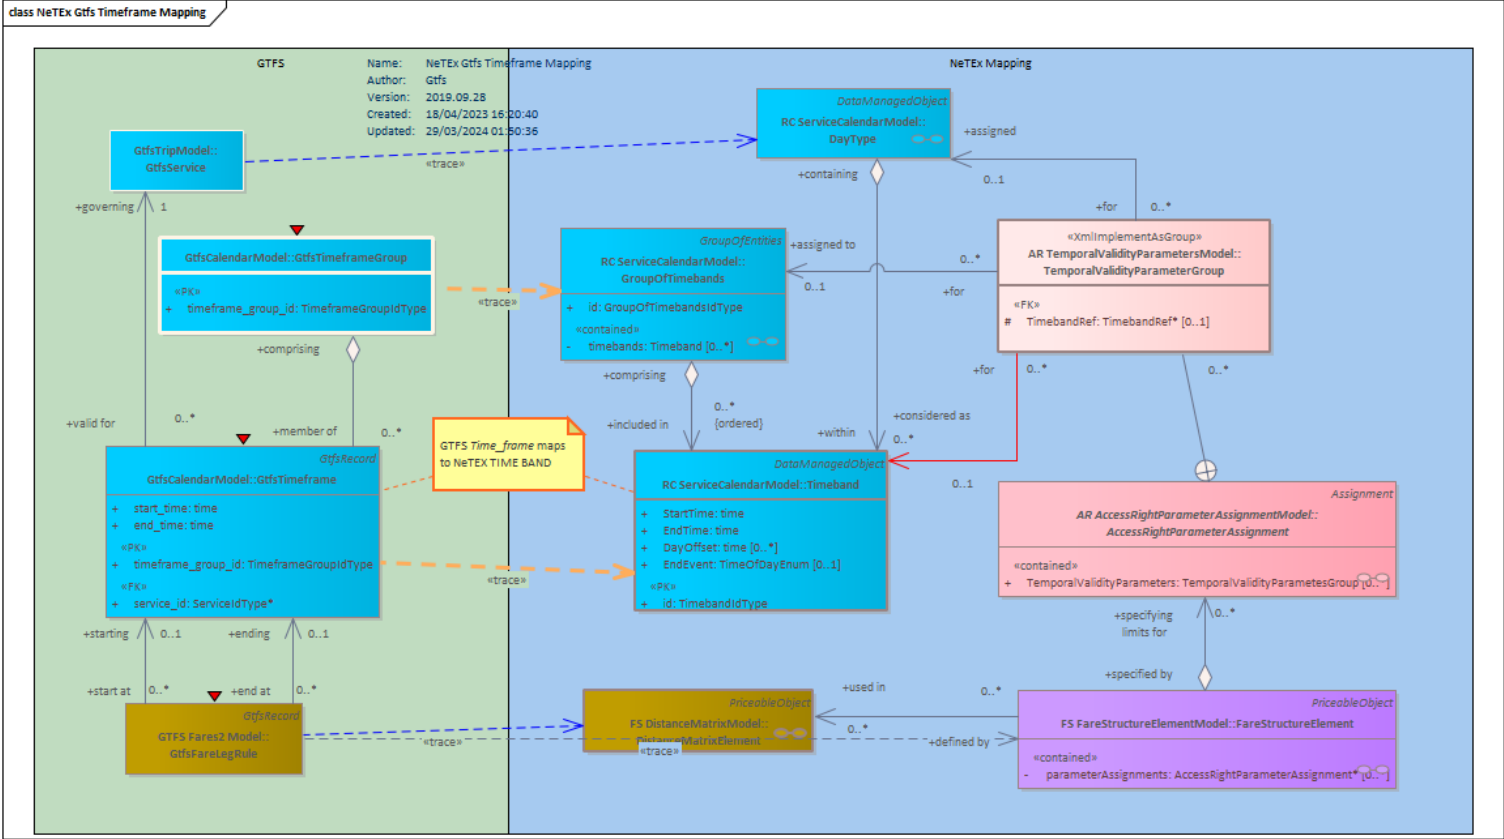 class NeTEx Gtfs Timeframe Mapping
GTFS
Name: NeTEx Gtfs Timeframe Mapping
Author: Gtfs
Version: 2019.09.28
Created: 18/04/2023 16:20:40
Updated: 29/03/2024 01:50:36
NeTEx Mapping
GtfsTripModel::
GtfsService
«trace»
DataManagedObject
RC ServiceCalendarModel::
DayType
+assigned
0..1
+containing
+governing
1
+for
0..*
GtfsCalendarModel::GtfsTimeframeGroup
«PK»
+ timeframe_group_id: TimeframeGroupIdType
«trace»
GroupOfEntities
RC ServiceCalendarModel::
GroupOfTimebands
+ id: GroupOfTimebandsIdType
«contained»
- timebands: Timeband [0..*]
+assigned to
0..1
0..*
+for
«XmlImplementAsGroup»
AR TemporalValidityParametersModel::
TemporalValidityParameterGroup
«FK»
# TimebandRef: TimebandRef* [0..1]
+comprising
+comprising
+for
0..*
0..*
+valid for
0..*
+member of
0..*
+included in
0..*
{ordered}
+within
+considered as
0..*
0..1
GTFS Time_frame maps
to NeTEX TIME BAND
GtfsRecord
GtfsCalendarModel::GtfsTimeframe
+ start_time: time
+ end_time: time
«PK»
+ timeframe_group_id: TimeframeGroupIdType
«FK»
+ service_id: ServiceIdType*
«trace»
DataManagedObject
RC ServiceCalendarModel::Timeband
+ StartTime: time
+ EndTime: time
+ DayOffset: time [0..*]
+ EndEvent: TimeOfDayEnum [0..1]
«PK»
+ id: TimebandIdType
Assignment
AR AccessRightParameterAssignmentModel::
AccessRightParameterAssignment
«contained»
+ TemporalValidityParameters: TemporalValidityParametesGroup [0..*]
+starting
0..1
+ending
0..1
+specifying
limits for
0..*
+specified by
+start at
0..*
+end at
0..*
GtfsRecord
GTFS Fares2 Model::
GtfsFareLegRule
«trace»
PriceableObject
FS DistanceMatrixModel::
DistanceMatrixElement
«trace»
+used in
0..*
0..*
+defined by
PriceableObject
FS FareStructureElementModel::FareStructureElement
«contained»
- parameterAssignments: AccessRightParameterAssignment* [0..*]